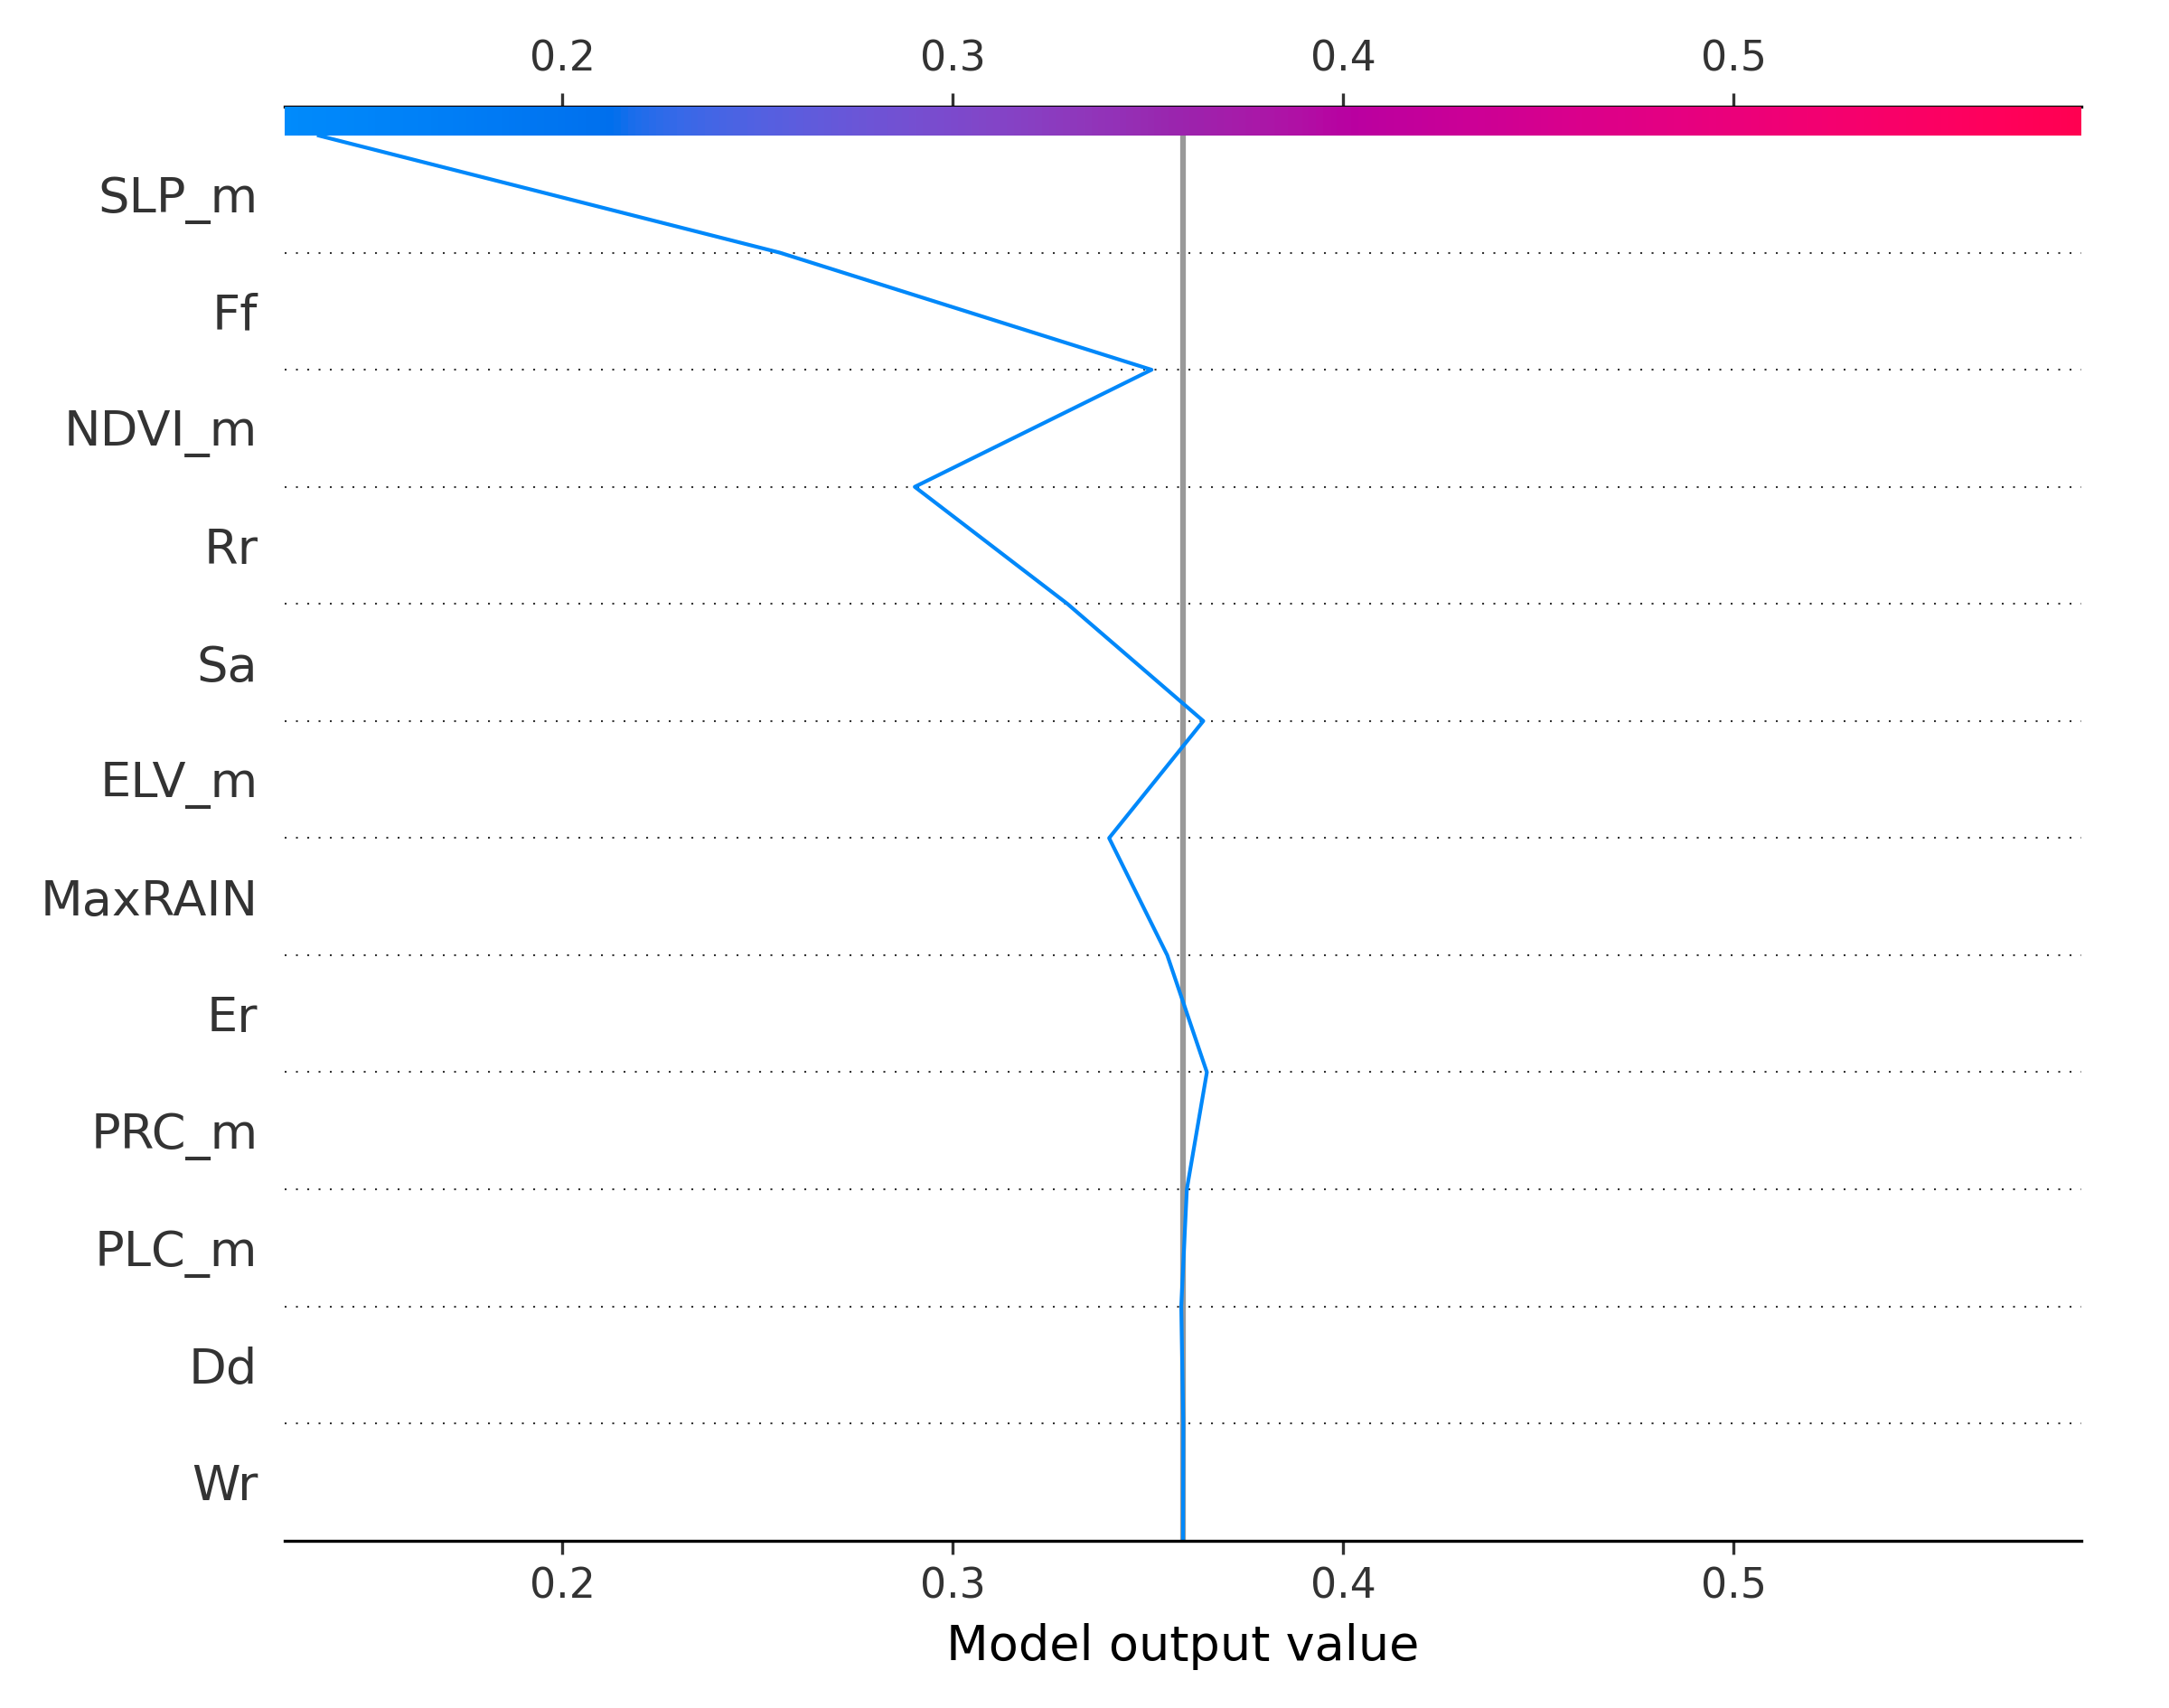 0.2 0.3 0.4 0.5
SLP_m
Ff
NDVI_m
Rr
Sa
ELV_m
MaxRAIN
Er
PRC_m
PLC_m
Dd
Wr
0.2 0.3 0.4 0.5
Model output value